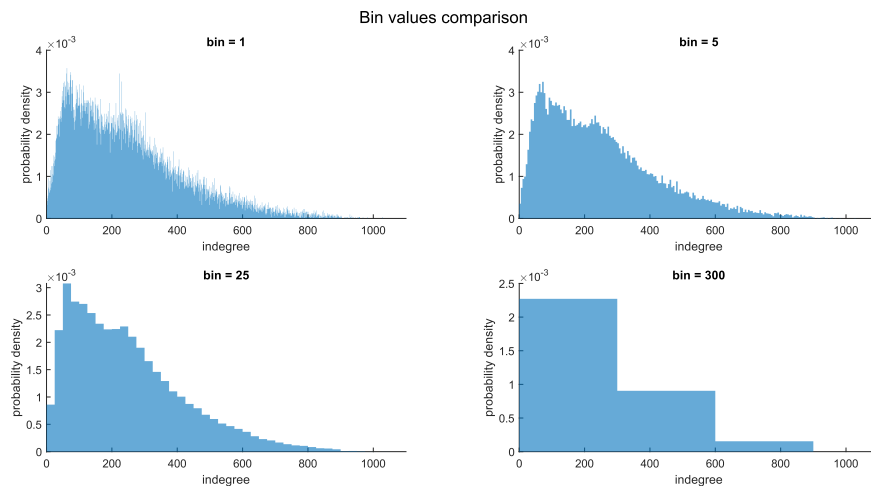 Bin values comparison
bin = 1
×10⁻³
4
3
2
1
0
probability density
0 200 400 600 800 1000
indegree
bin = 5
×10⁻³
4
3
2
1
0
probability density
0 200 400 600 800 1000
indegree
bin = 25
×10⁻³
3
2.5
2
1.5
1
0.5
0
probability density
0 200 400 600 800 1000
indegree
bin = 300
×10⁻³
2.5
2
1.5
1
0.5
0
probability density
0 200 400 600 800 1000
indegree